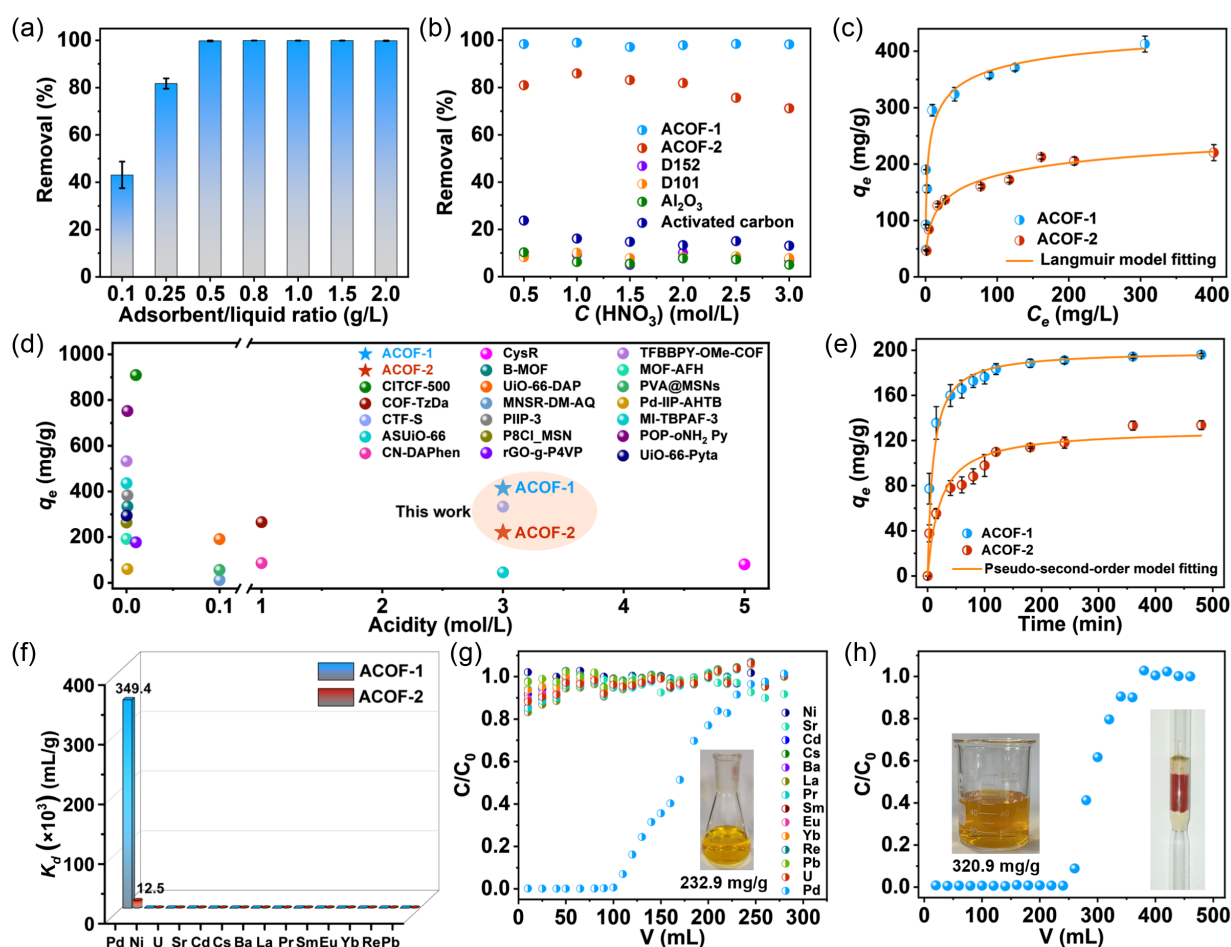 (a)
Removal (%)
100
80
60
40
20
0
0.1 0.25 0.5 0.8 1.0 1.5 2.0
Adsorbent/liquid ratio (g/L)
(b)
Removal (%)
100
80
60
40
20
0
ACOF-1
ACOF-2
D152
D101
Al₂O₃
Activated carbon
0.5 1.0 1.5 2.0 2.5 3.0
C (HNO₃) (mol/L)
(c)
qₑ (mg/g)
400
300
200
100
0
ACOF-1
ACOF-2
Langmuir model fitting
0 100 200 300 400
Cₑ (mg/L)
(d)
qₑ (mg/g)
1000
800
600
400
200
0
ACOF-1
ACOF-2
CITCF-500
COF-TzDa
CTF-S
ASUiO-66
CN-DAPhen
CysR
B-MOF
UiO-66-DAP
MNSR-DM-AQ
PIIP-3
P8Cl_MSN
rGO-g-P4VP
TFBBPY-OMe-COF
MOF-AFH
PVA@MSNs
Pd-IIP-AHTB
MI-TBPAF-3
POP-oNH₂ Py
UiO-66-Pyta
ACOF-1
This work
ACOF-2
0.0 0.1 1 2 3 4 5
Acidity (mol/L)
(e)
qₑ (mg/g)
200
160
120
80
40
0
ACOF-1
ACOF-2
Pseudo-second-order model fitting
0 100 200 300 400 500
Time (min)
(f)
K_d (×10³) (mL/g)
400
300
200
100
0
349.4
12.5
ACOF-1
ACOF-2
Pd Ni U Sr Cd Cs Ba La Pr Sm Eu Yb Re Pb
(g)
C/C₀
1.0
0.8
0.6
0.4
0.2
0.0
Ni
Sr
Cd
Cs
Ba
La
Pr
Sm
Eu
Yb
Re
Pb
U
Pd
232.9 mg/g
0 50 100 150 200 250 300
V (mL)
(h)
C/C₀
1.0
0.8
0.6
0.4
0.2
0.0
320.9 mg/g
0 100 200 300 400 500
V (mL)